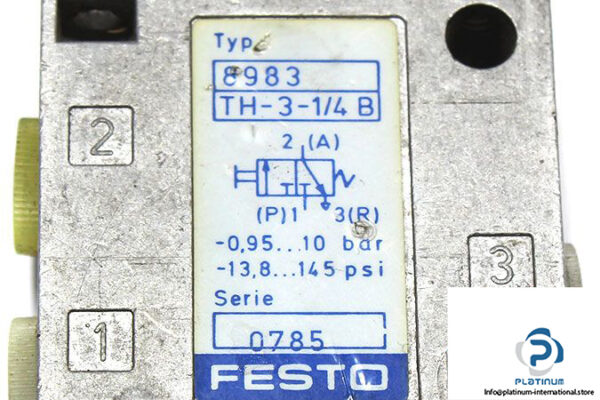 Typ
8983
TH-3-1/4 B
2 (A)
(P) 1 3(R)
-0,95...10 bar
-13,8...145 psi
Serie
0785
FESTO
2
1
3
PLATINUM
Info@platinum-international.store